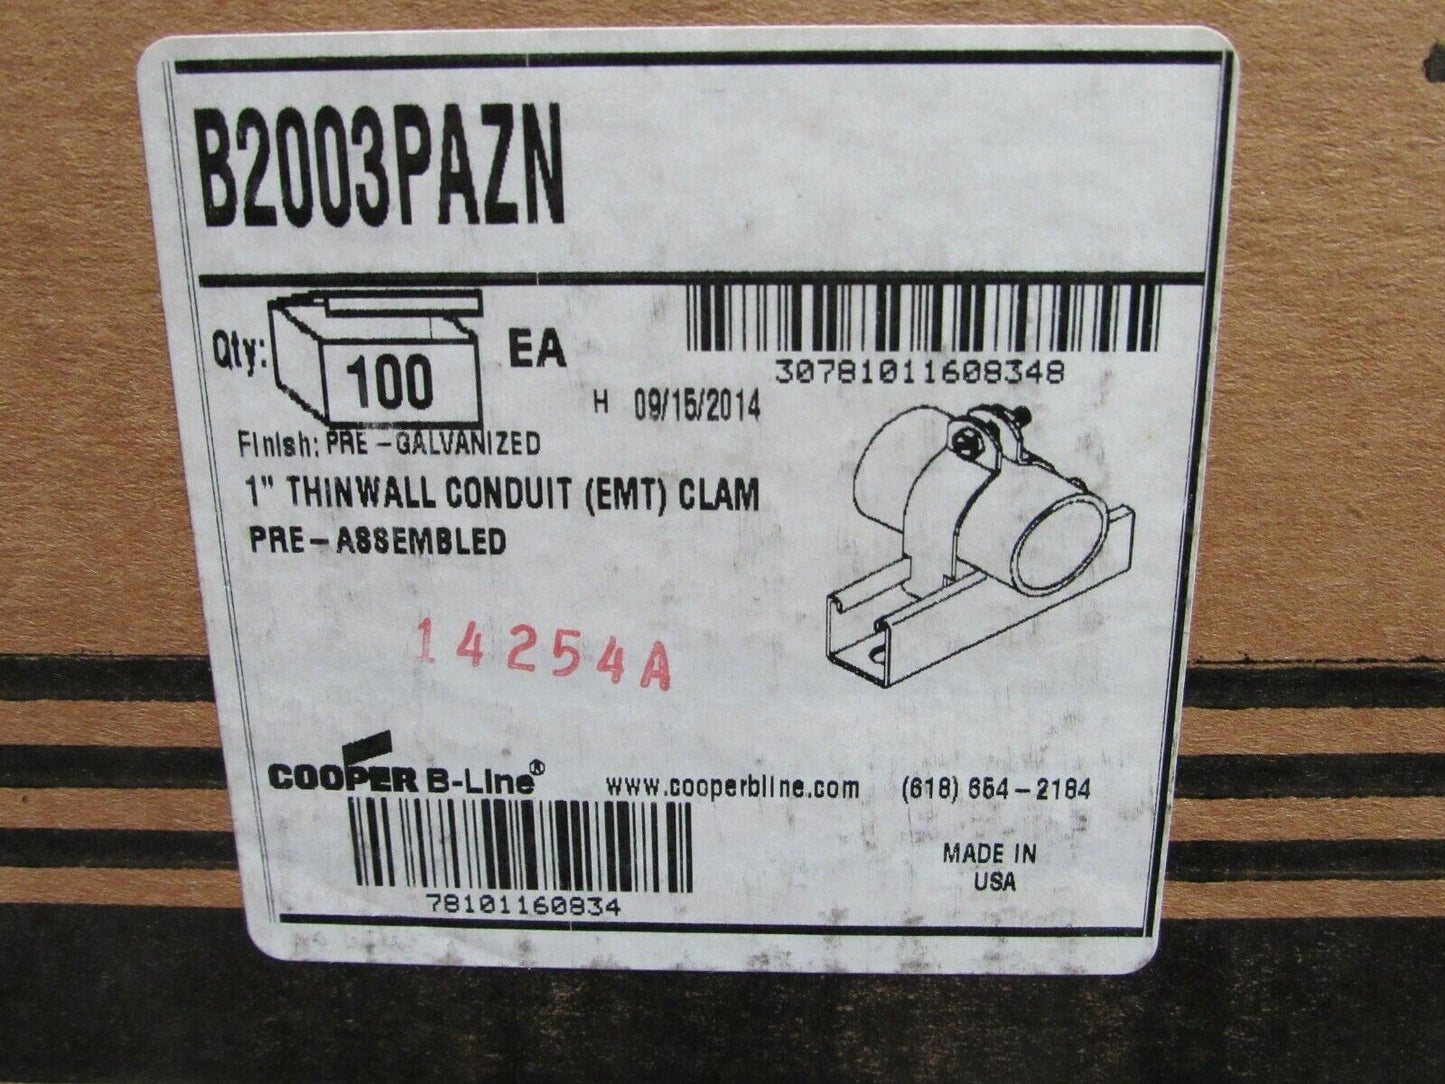 B2003PAZN
Qty: 100 EA
30781011608348
H 09/15/2014
Finish: PRE-GALVANIZED
1" THINWALL CONDUIT (EMT) CLAM
PRE-ASSEMBLED
14254A
COOPER B-Line® www.cooperbline.com (618) 654-2184
78101160834
MADE IN
USA